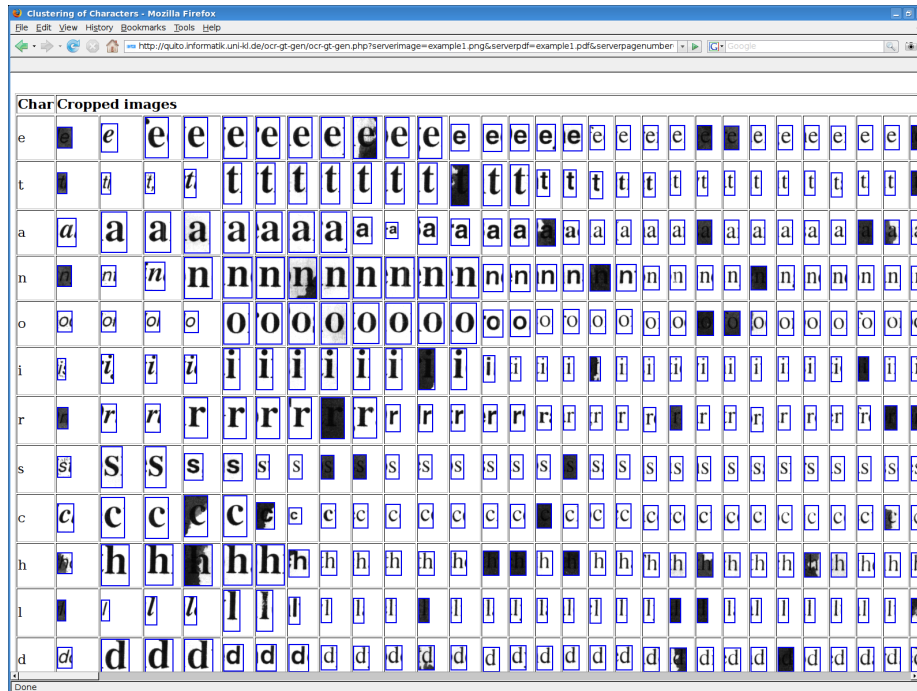 Clustering of Characters - Mozilla Firefox
File Edit View History Bookmarks Tools Help
http://quito.informatik.uni-kl.de/ocr-gt-gen/ocr-gt-gen.php?serverimage=example1.png&serverpdf=example1.pdf&serverpagenumber
Google
Char Cropped images
e e e e e e e e e e e e e e e e e e e e e e e e e e e e e
t t t t t t t t t t t t t t t t t t t t t t t t t t t t
a a a a a a a a a a a a a a a a a a a a a a a a a a a a
n n n n n n n n n n n n n n n n n n n n n n n n n n n n
o o o o o o o o o o o o o o o o o o o o o o o o o o o o
i i i i i i i i i i i i i i i i i i i i i i i i i i i i
r r r r r r r r r r r r r r r r r r r r r r r r r r r r
s s s s s s s s s s s s s s s s s s s s s s s s s s s s
c c c c c c c c c c c c c c c c c c c c c c c c c c c c
h h h h h h h h h h h h h h h h h h h h h h h h h h h h
l l l l l l l l l l l l l l l l l l l l l l l l l l l l
d d d d d d d d d d d d d d d d d d d d d d d d d d d d
Done